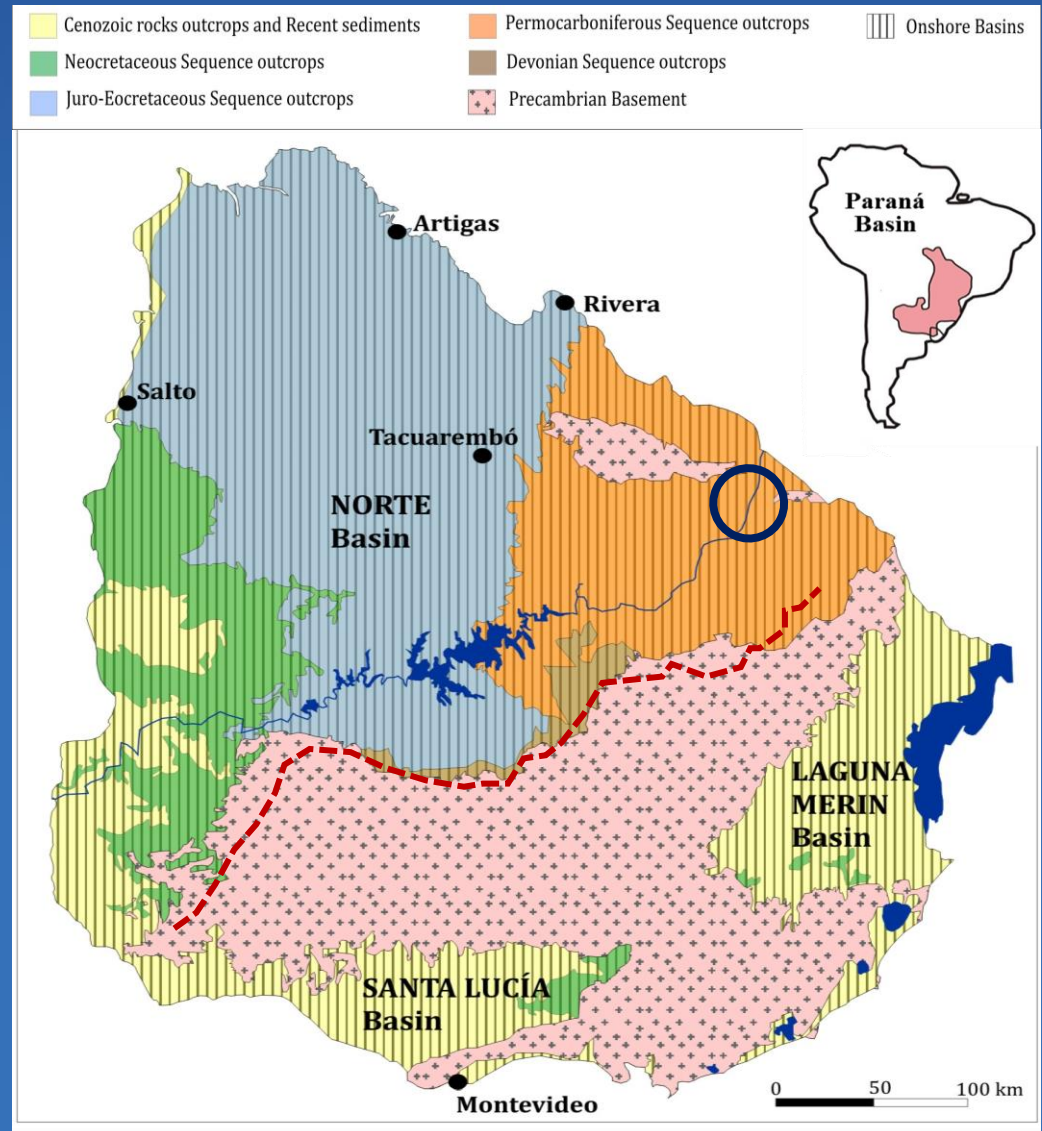 Cenozoic rocks outcrops and Recent sediments
Neocretaceous Sequence outcrops
Juro-Eocretaceous Sequence outcrops
Permocarboniferous Sequence outcrops
Devonian Sequence outcrops
Precambrian Basement
Onshore Basins
Paraná
Basin
Artigas
Rivera
Salto
Tacuarembó
NORTE
Basin
LAGUNA
MERIN
Basin
SANTA LUCÍA
Basin
Montevideo
0 50 100 km